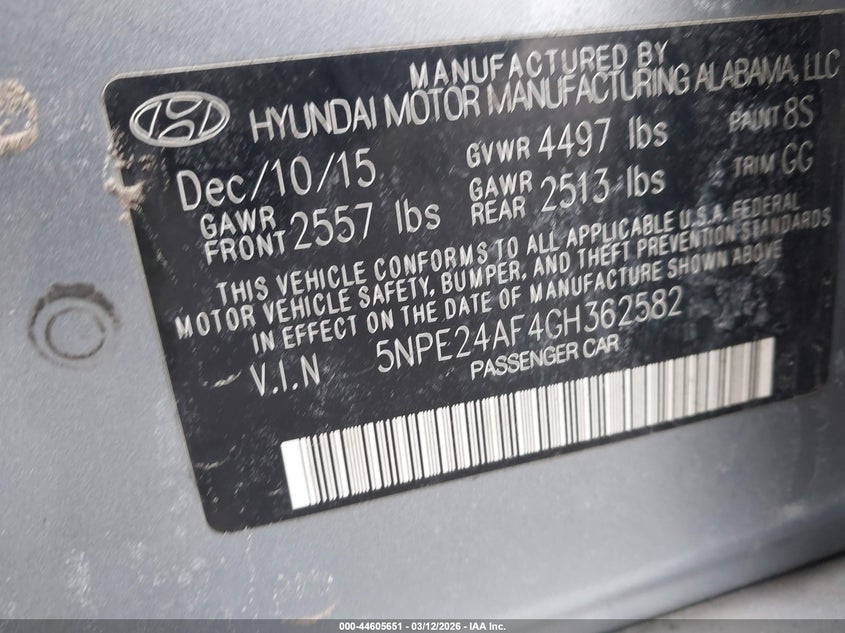 MANUFACTURED BY
HYUNDAI MOTOR MANUFACTURING ALABAMA, LLC
Dec/10/15 GVWR 4497 lbs PAINT 8S
GAWR FRONT 2557 lbs GAWR REAR 2513 lbs TRIM GG
THIS VEHICLE CONFORMS TO ALL APPLICABLE U.S.A. FEDERAL
MOTOR VEHICLE SAFETY, BUMPER, AND THEFT PREVENTION STANDARDS
IN EFFECT ON THE DATE OF MANUFACTURE SHOWN ABOVE
V.I.N 5NPE24AF4GH362582
PASSENGER CAR
000-44605651 | 03/12/2026 - IAA Inc.